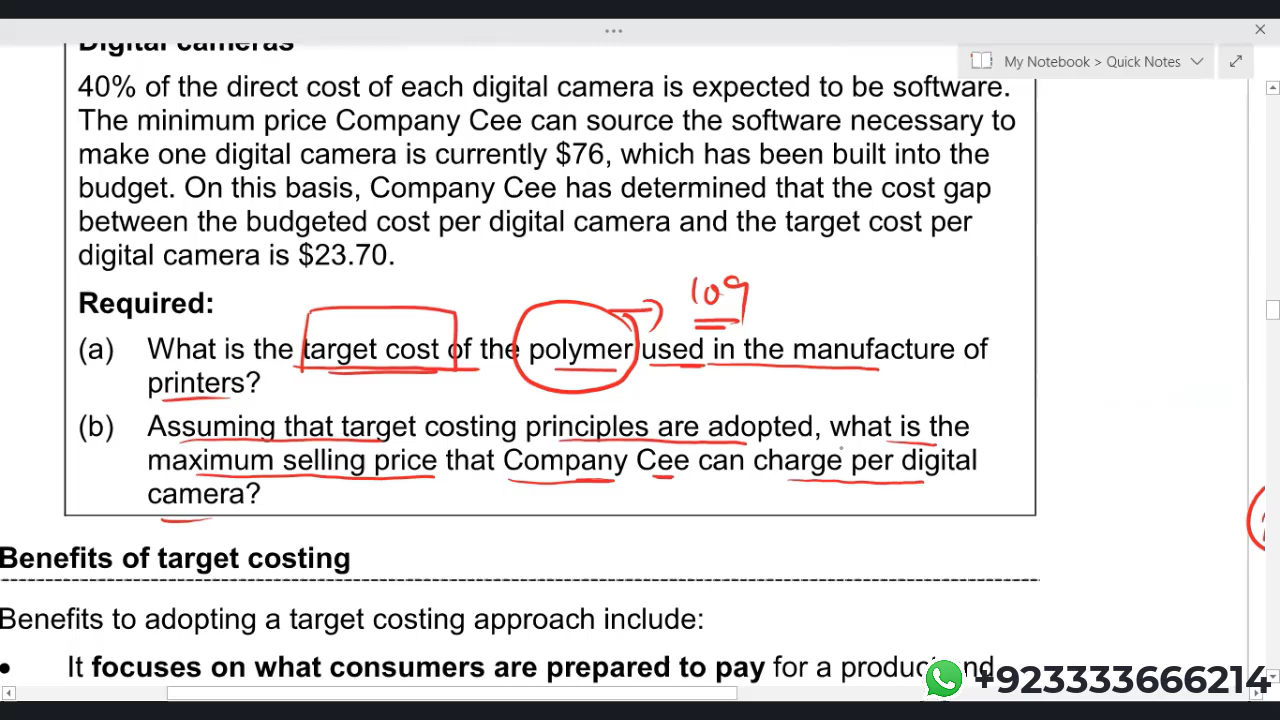 My Notebook > Quick Notes
Digital cameras
40% of the direct cost of each digital camera is expected to be software.
The minimum price Company Cee can source the software necessary to
make one digital camera is currently $76, which has been built into the
budget. On this basis, Company Cee has determined that the cost gap
between the budgeted cost per digital camera and the target cost per
digital camera is $23.70.
109
Required:
(a) What is the target cost of the polymer used in the manufacture of
printers?
(b) Assuming that target costing principles are adopted, what is the
maximum selling price that Company Cee can charge per digital
camera?
Benefits of target costing
Benefits to adopting a target costing approach include:
• It focuses on what consumers are prepared to pay for a product and
+923333666214